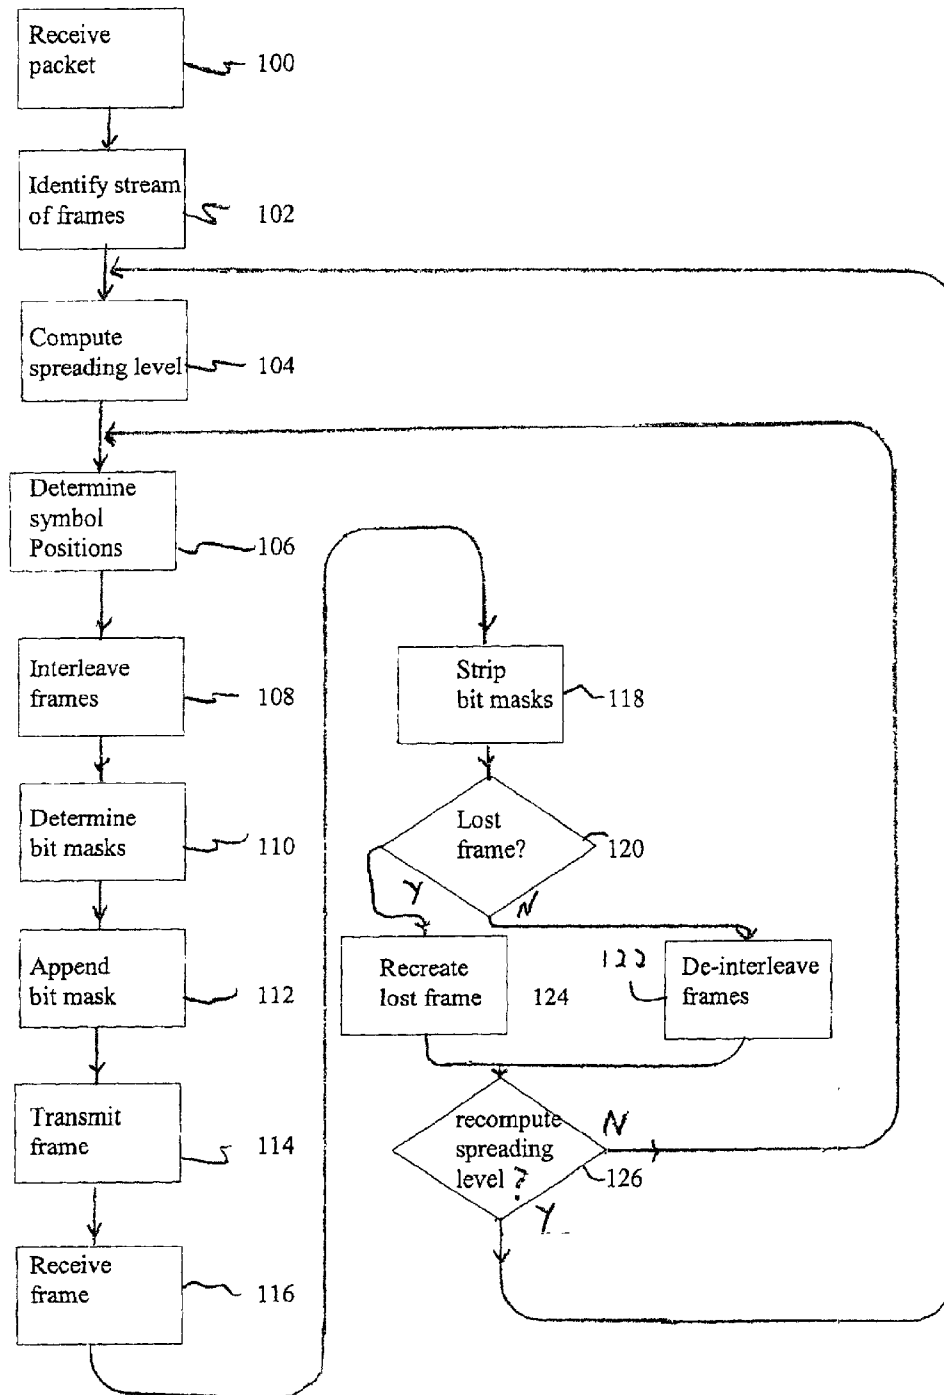 Receive
packet
100
Identify stream
of frames
102
Compute
spreading level
104
Determine
symbol
Positions
106
Interleave
frames
108
Determine
bit masks
110
Append
bit mask
112
Transmit
frame
114
Receive
frame
116
Strip
bit masks
118
Lost
frame?
120
Y
N
Recreate
lost frame
124
122
De-interleave
frames
recompute
spreading
level ?
126
N
Y